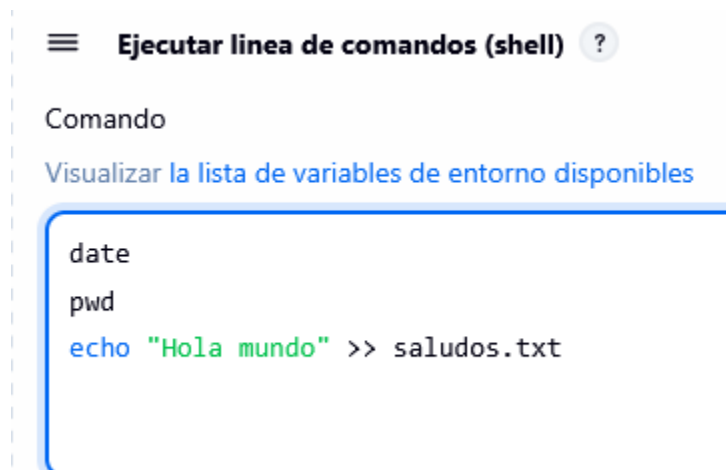 Ejecutar linea de comandos (shell) ?
Comando
Visualizar la lista de variables de entorno disponibles
date
pwd
echo "Hola mundo" >> saludos.txt